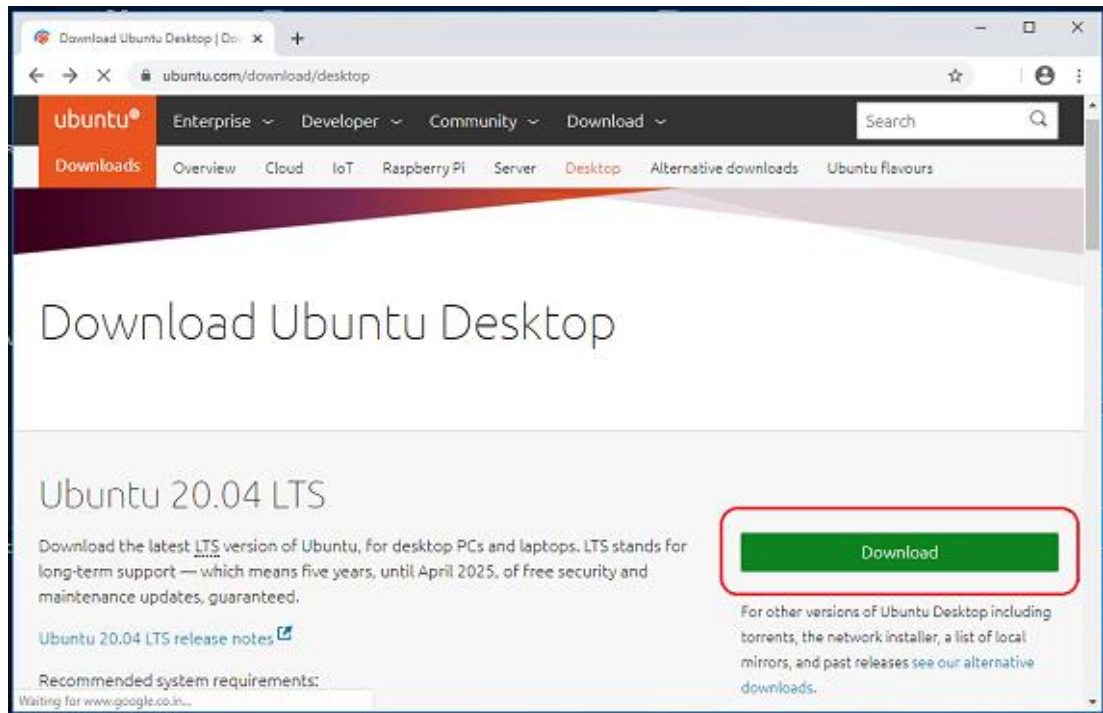 Download Ubuntu Desktop | Do
ubuntu.com/download/desktop
ubuntu® Enterprise Developer Community Download Search
Downloads Overview Cloud IoT Raspberry Pi Server Desktop Alternative downloads Ubuntu flavours
Download Ubuntu Desktop
Ubuntu 20.04 LTS
Download the latest LTS version of Ubuntu, for desktop PCs and laptops. LTS stands for
long-term support — which means five years, until April 2025, of free security and
maintenance updates, guaranteed.
Ubuntu 20.04 LTS release notes
Recommended system requirements:
Download
For other versions of Ubuntu Desktop including
torrents, the network installer, a list of local
mirrors, and past releases see our alternative
downloads.
Waiting for www.google.co.in...